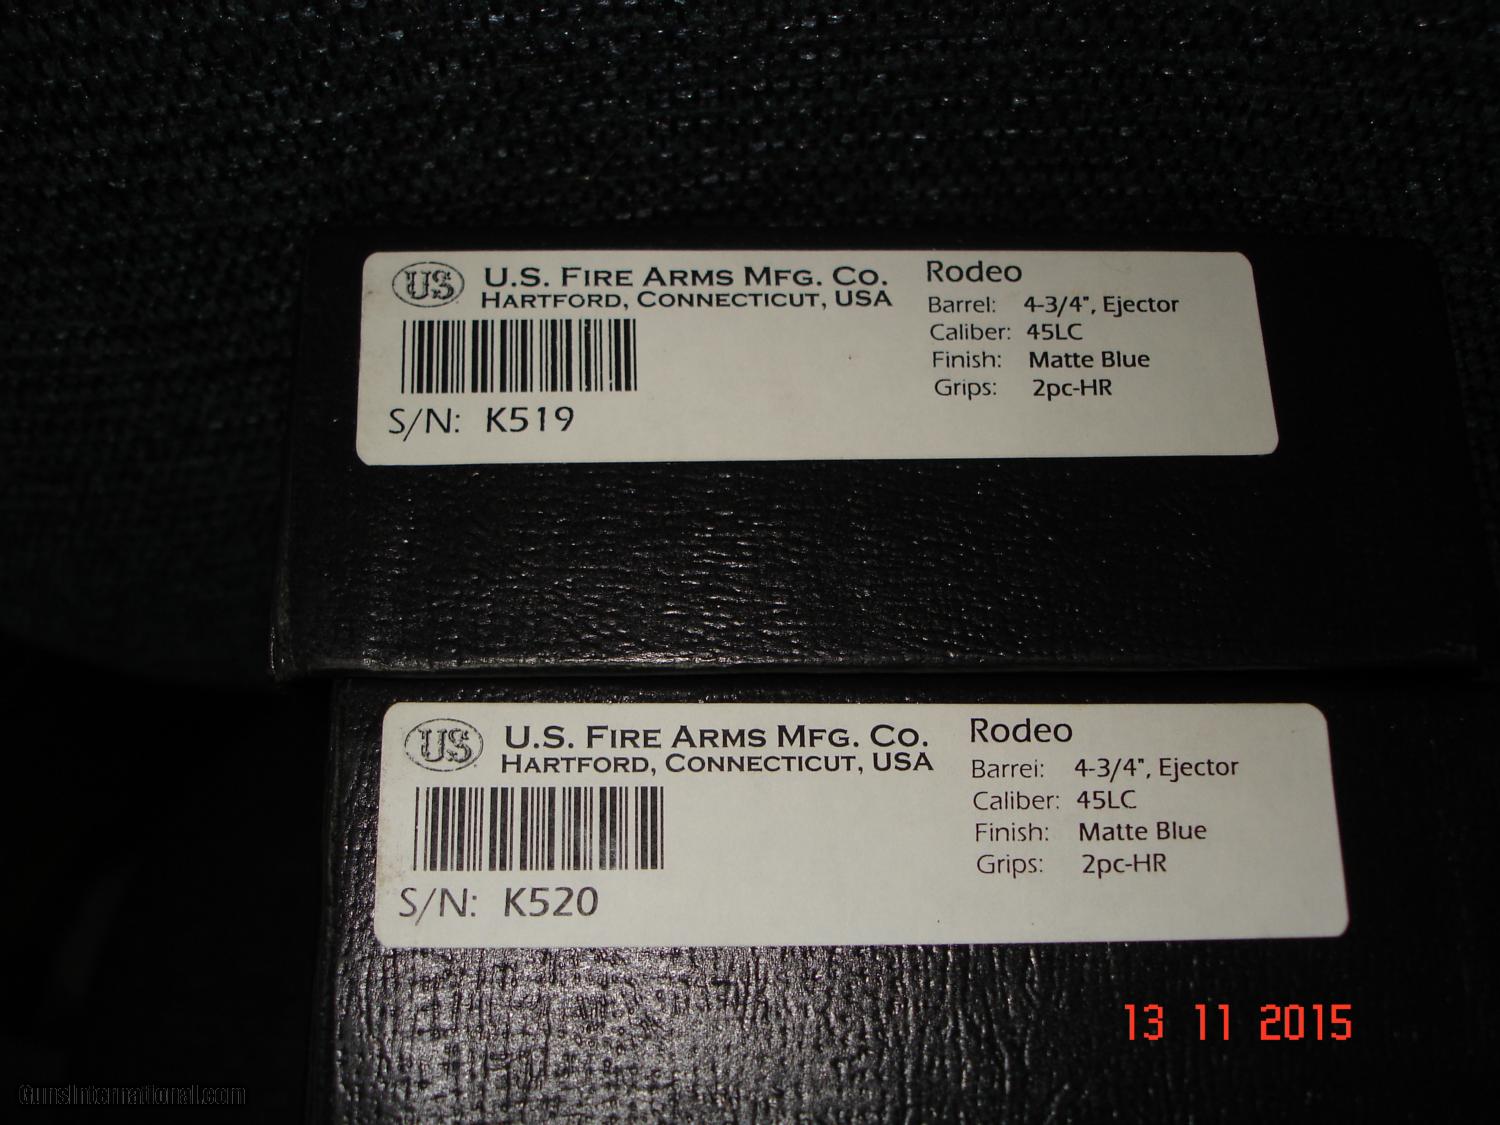 US
U.S. FIRE ARMS MFG. CO.
HARTFORD, CONNECTICUT, USA
S/N: K519
Rodeo
Barrel: 4-3/4", Ejector
Caliber: 45LC
Finish: Matte Blue
Grips: 2pc-HR
US
U.S. FIRE ARMS MFG. CO.
HARTFORD, CONNECTICUT, USA
S/N: K520
Rodeo
Barrel: 4-3/4", Ejector
Caliber: 45LC
Finish: Matte Blue
Grips: 2pc-HR
13 11 2015
GunsInternational.com